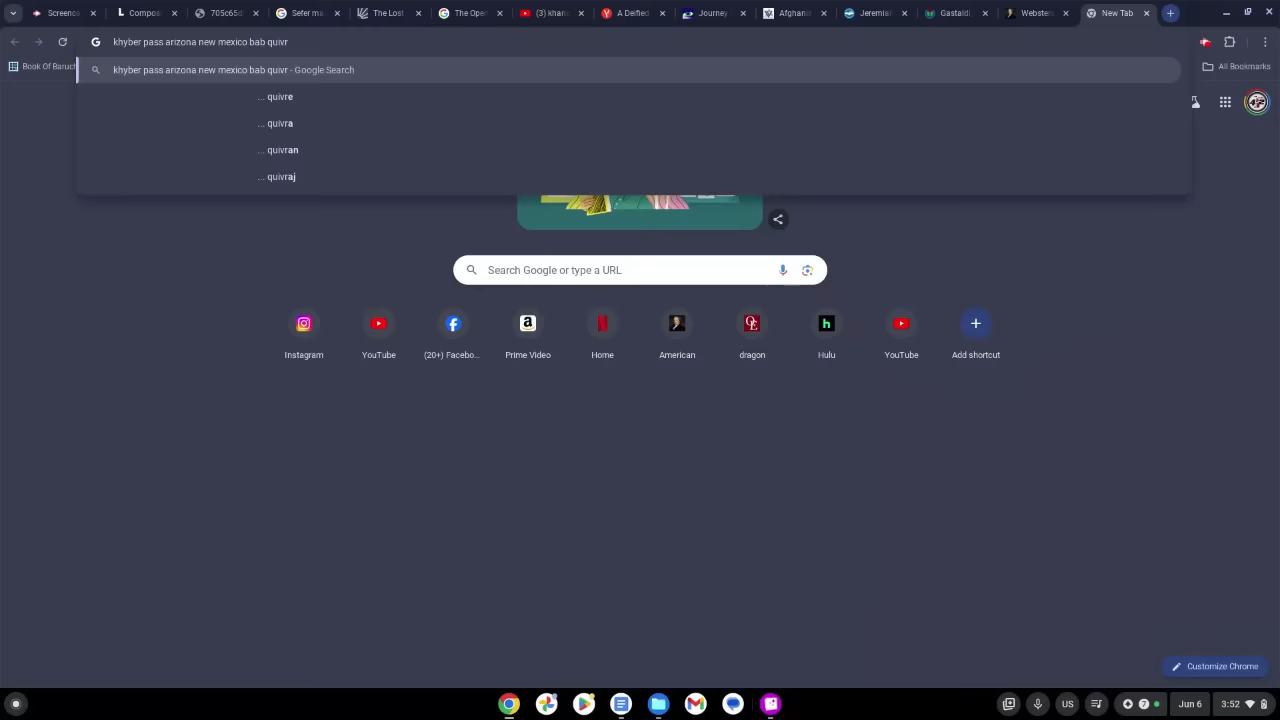 Screenca
Compos
705c65d
Sefer ma
The Lost
The Ope
(3) khan
A Deified
Journey
Afghani
Jeremia
Gastaldi
Webster
New Tab
khyber pass arizona new mexico bab quivr
Book Of Baruch
khyber pass arizona new mexico bab quivr - Google Search
All Bookmarks
... quivre
... quivra
... quivran
... quivraj
Search Google or type a URL
Instagram
YouTube
(20+) Facebo...
Prime Video
Home
American
dragon
Hulu
YouTube
Add shortcut
Customize Chrome
US
7
Jun 6
3:52